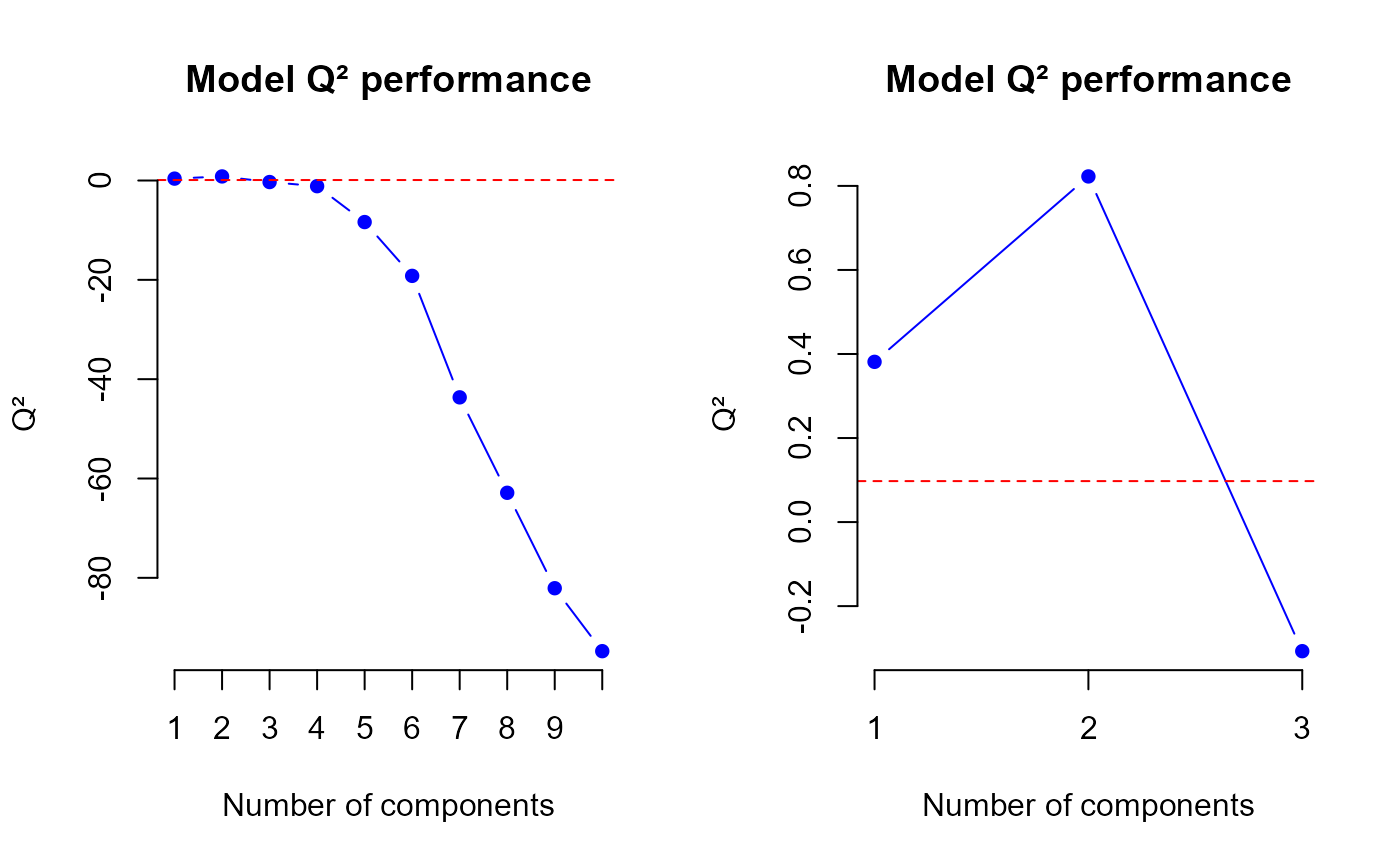 Model Q² performance
Q²
0
-20
-40
-60
-80
1 2 3 4 5 6 7 8 9
Number of components
Model Q² performance
Q²
0.8
0.6
0.4
0.2
0.0
-0.2
1 2 3
Number of components